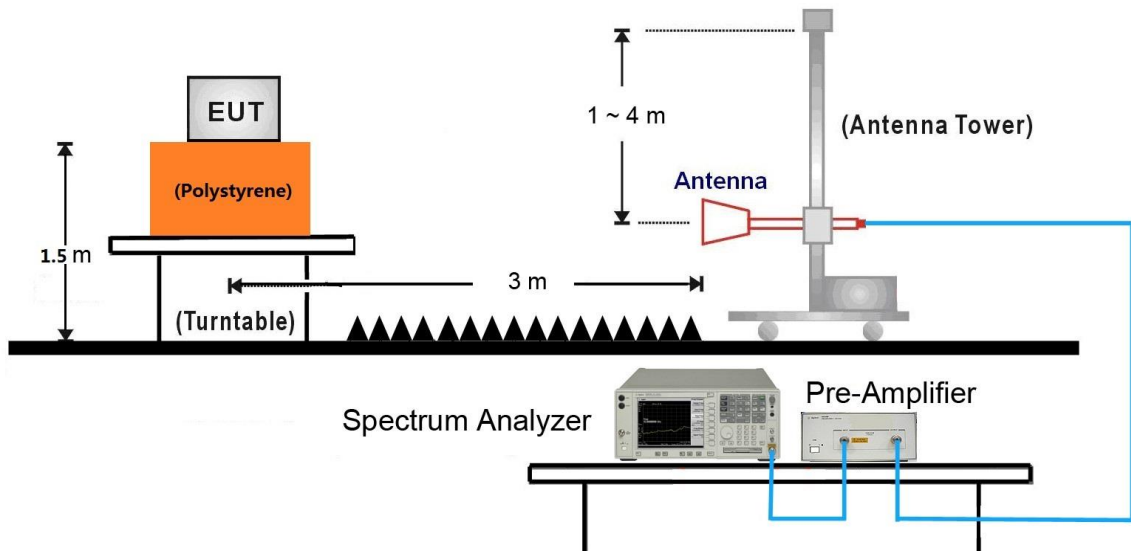 EUT
1 ~ 4 m
(Antenna Tower)
Antenna
(Polystyrene)
1.5 m
3 m
(Turntable)
Pre-Amplifier
Spectrum Analyzer